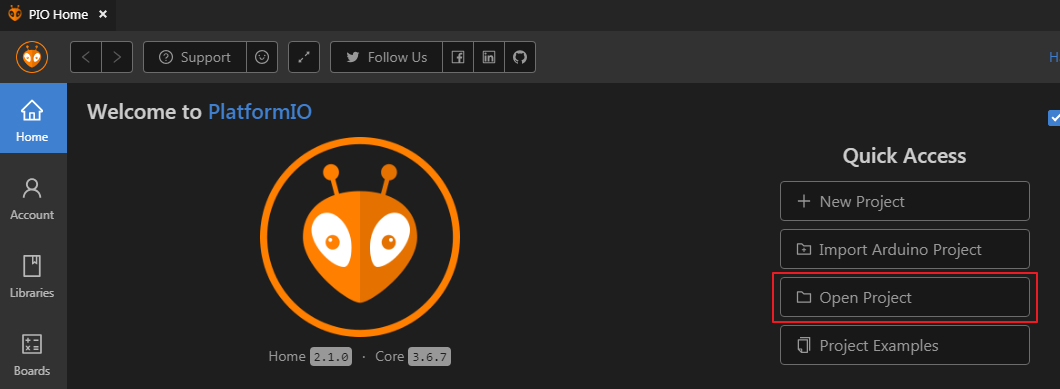 PIO Home
Support
Follow Us
H
Home
Account
Libraries
Boards
Welcome to PlatformIO
Home 2.1.0 · Core 3.6.7
Quick Access
New Project
Import Arduino Project
Open Project
Project Examples